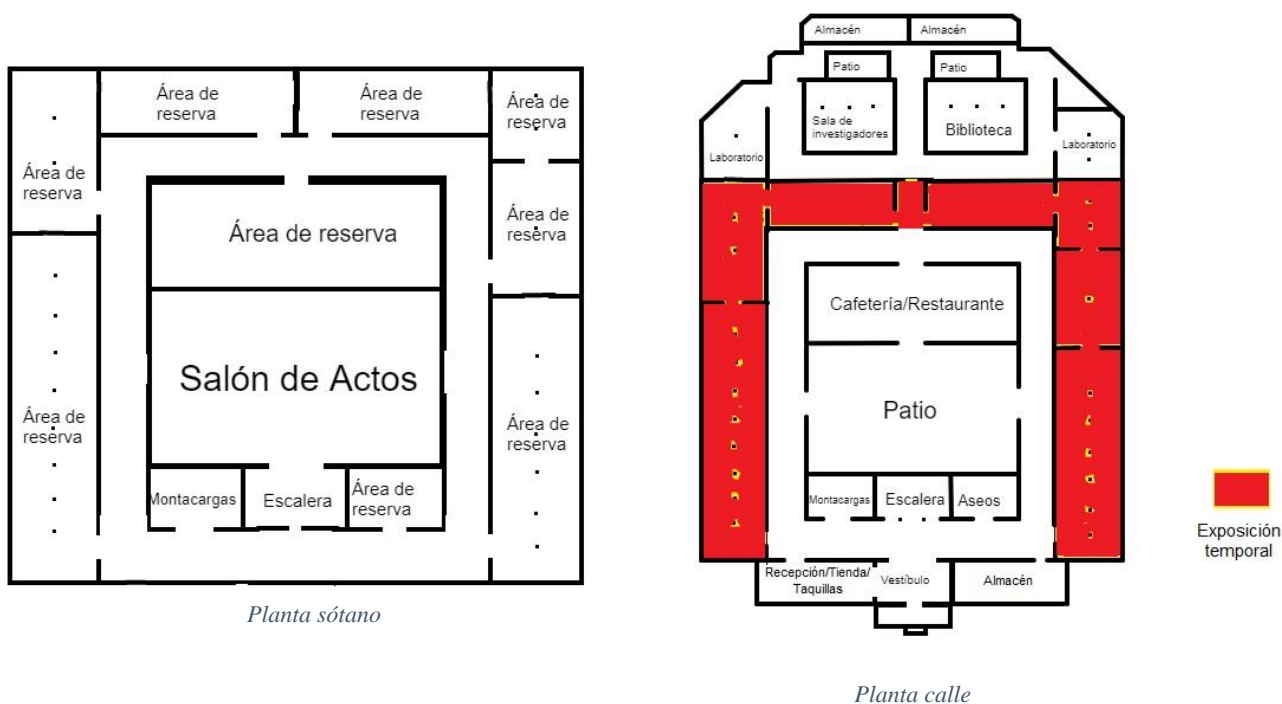 Área de
reserva
Área de
reserva
Área de
reserva
Área de
reserva
Área de
reserva
Área de reserva
Salón de Actos
Área de
reserva
Área de
reserva
Montacargas
Escalera
Área de
reserva
Planta sótano
Almacén
Almacén
Patio
Patio
Sala de
investigadores
Biblioteca
Laboratorio
Laboratorio
Cafetería/Restaurante
Patio
Montacargas
Escalera
Aseos
Recepción/Tienda/
Taquillas
Vestíbulo
Almacén
Planta calle
Exposición
temporal